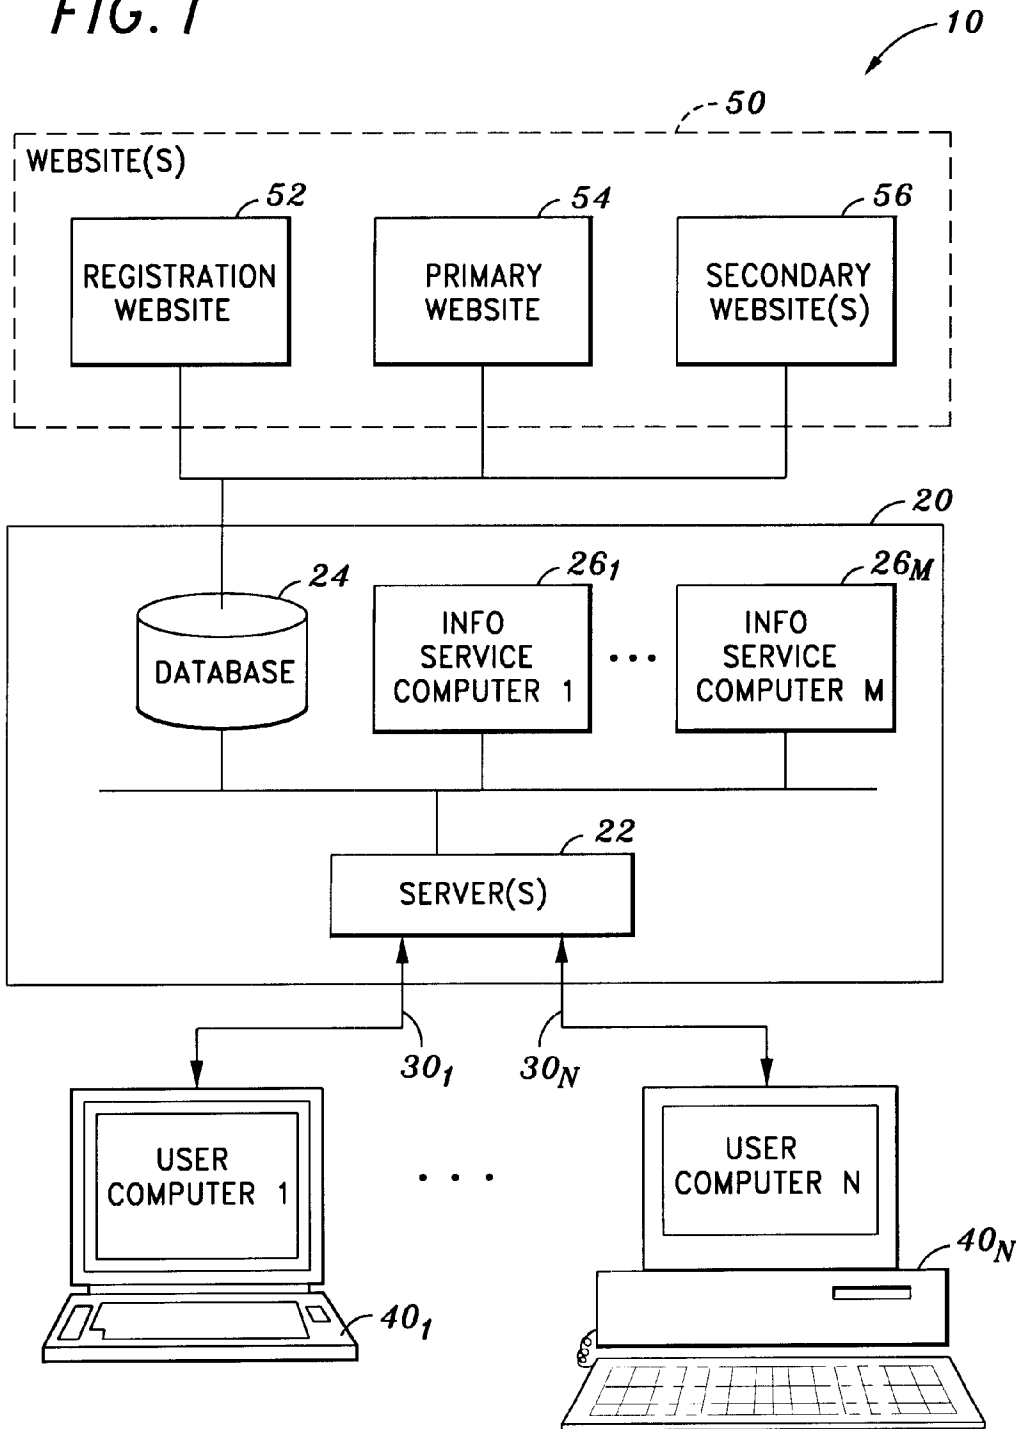 FIG. 1
10
50
WEBSITE(S)
52
54
56
REGISTRATION
WEBSITE
PRIMARY
WEBSITE
SECONDARY
WEBSITE(S)
20
24
26₁
26M
DATABASE
INFO
SERVICE
COMPUTER 1
...
INFO
SERVICE
COMPUTER M
22
SERVER(S)
30₁
30N
USER
COMPUTER 1
...
USER
COMPUTER N
40₁
40N